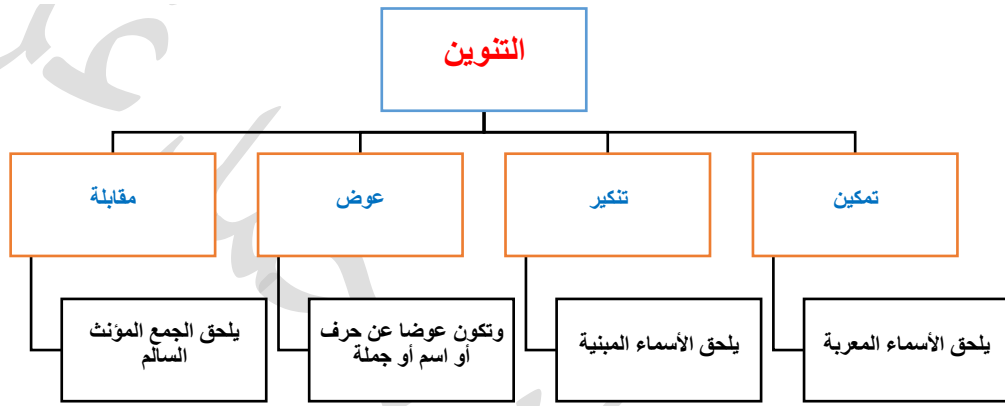 التنوين
تمكين
تنكير
عوض
مقابلة
يلحق الأسماء المعربة
يلحق الأسماء المبنية
وتكون عوضا عن حرف
أو اسم أو جملة
يلحق الجمع المؤنث
السالم